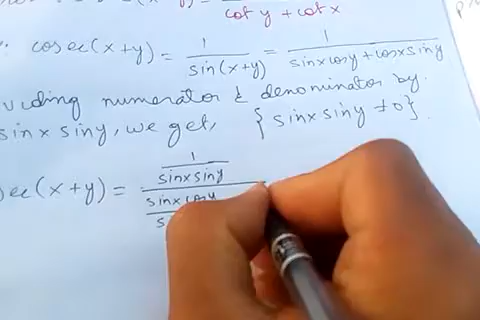 cot y + cot x
cosec(x+y) = 1/sin(x+y) = 1/sinx cosy + cosx siny
viding numerator & denominator by
sinx siny, we get, {sinx siny ≠ 0}.
sec(x+y) = 1/sinx siny / sinx cosy/s